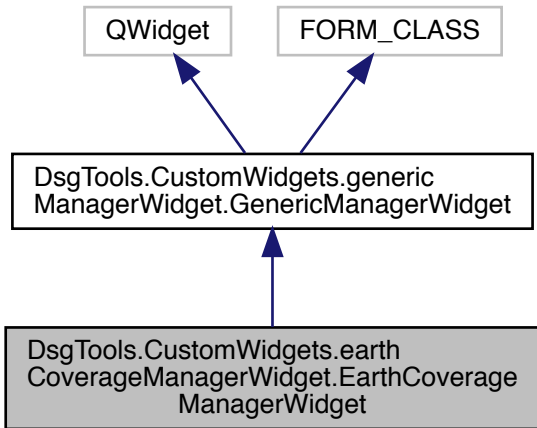 QWidget
FORM_CLASS
DsgTools.CustomWidgets.generic
ManagerWidget.GenericManagerWidget
DsgTools.CustomWidgets.earth
CoverageManagerWidget.EarthCoverage
ManagerWidget